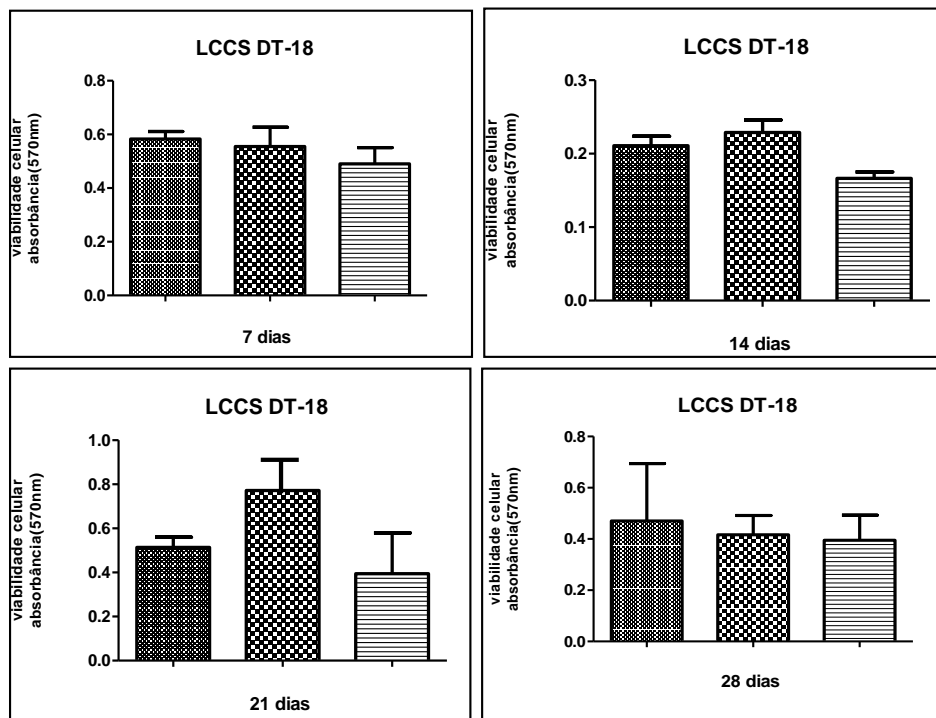 LCCS DT-18
viabilidade celular
absorbância(570nm)
0.8
0.6
0.4
0.2
0.0
7 dias
LCCS DT-18
viabilidade celular
absorbância(570nm)
0.3
0.2
0.1
0.0
14 dias
LCCS DT-18
viabilidade celular
absorbância(570nm)
1.0
0.8
0.6
0.4
0.2
0.0
21 dias
LCCS DT-18
viabilidade celular
absorbância(570nm)
0.8
0.6
0.4
0.2
0.0
28 dias